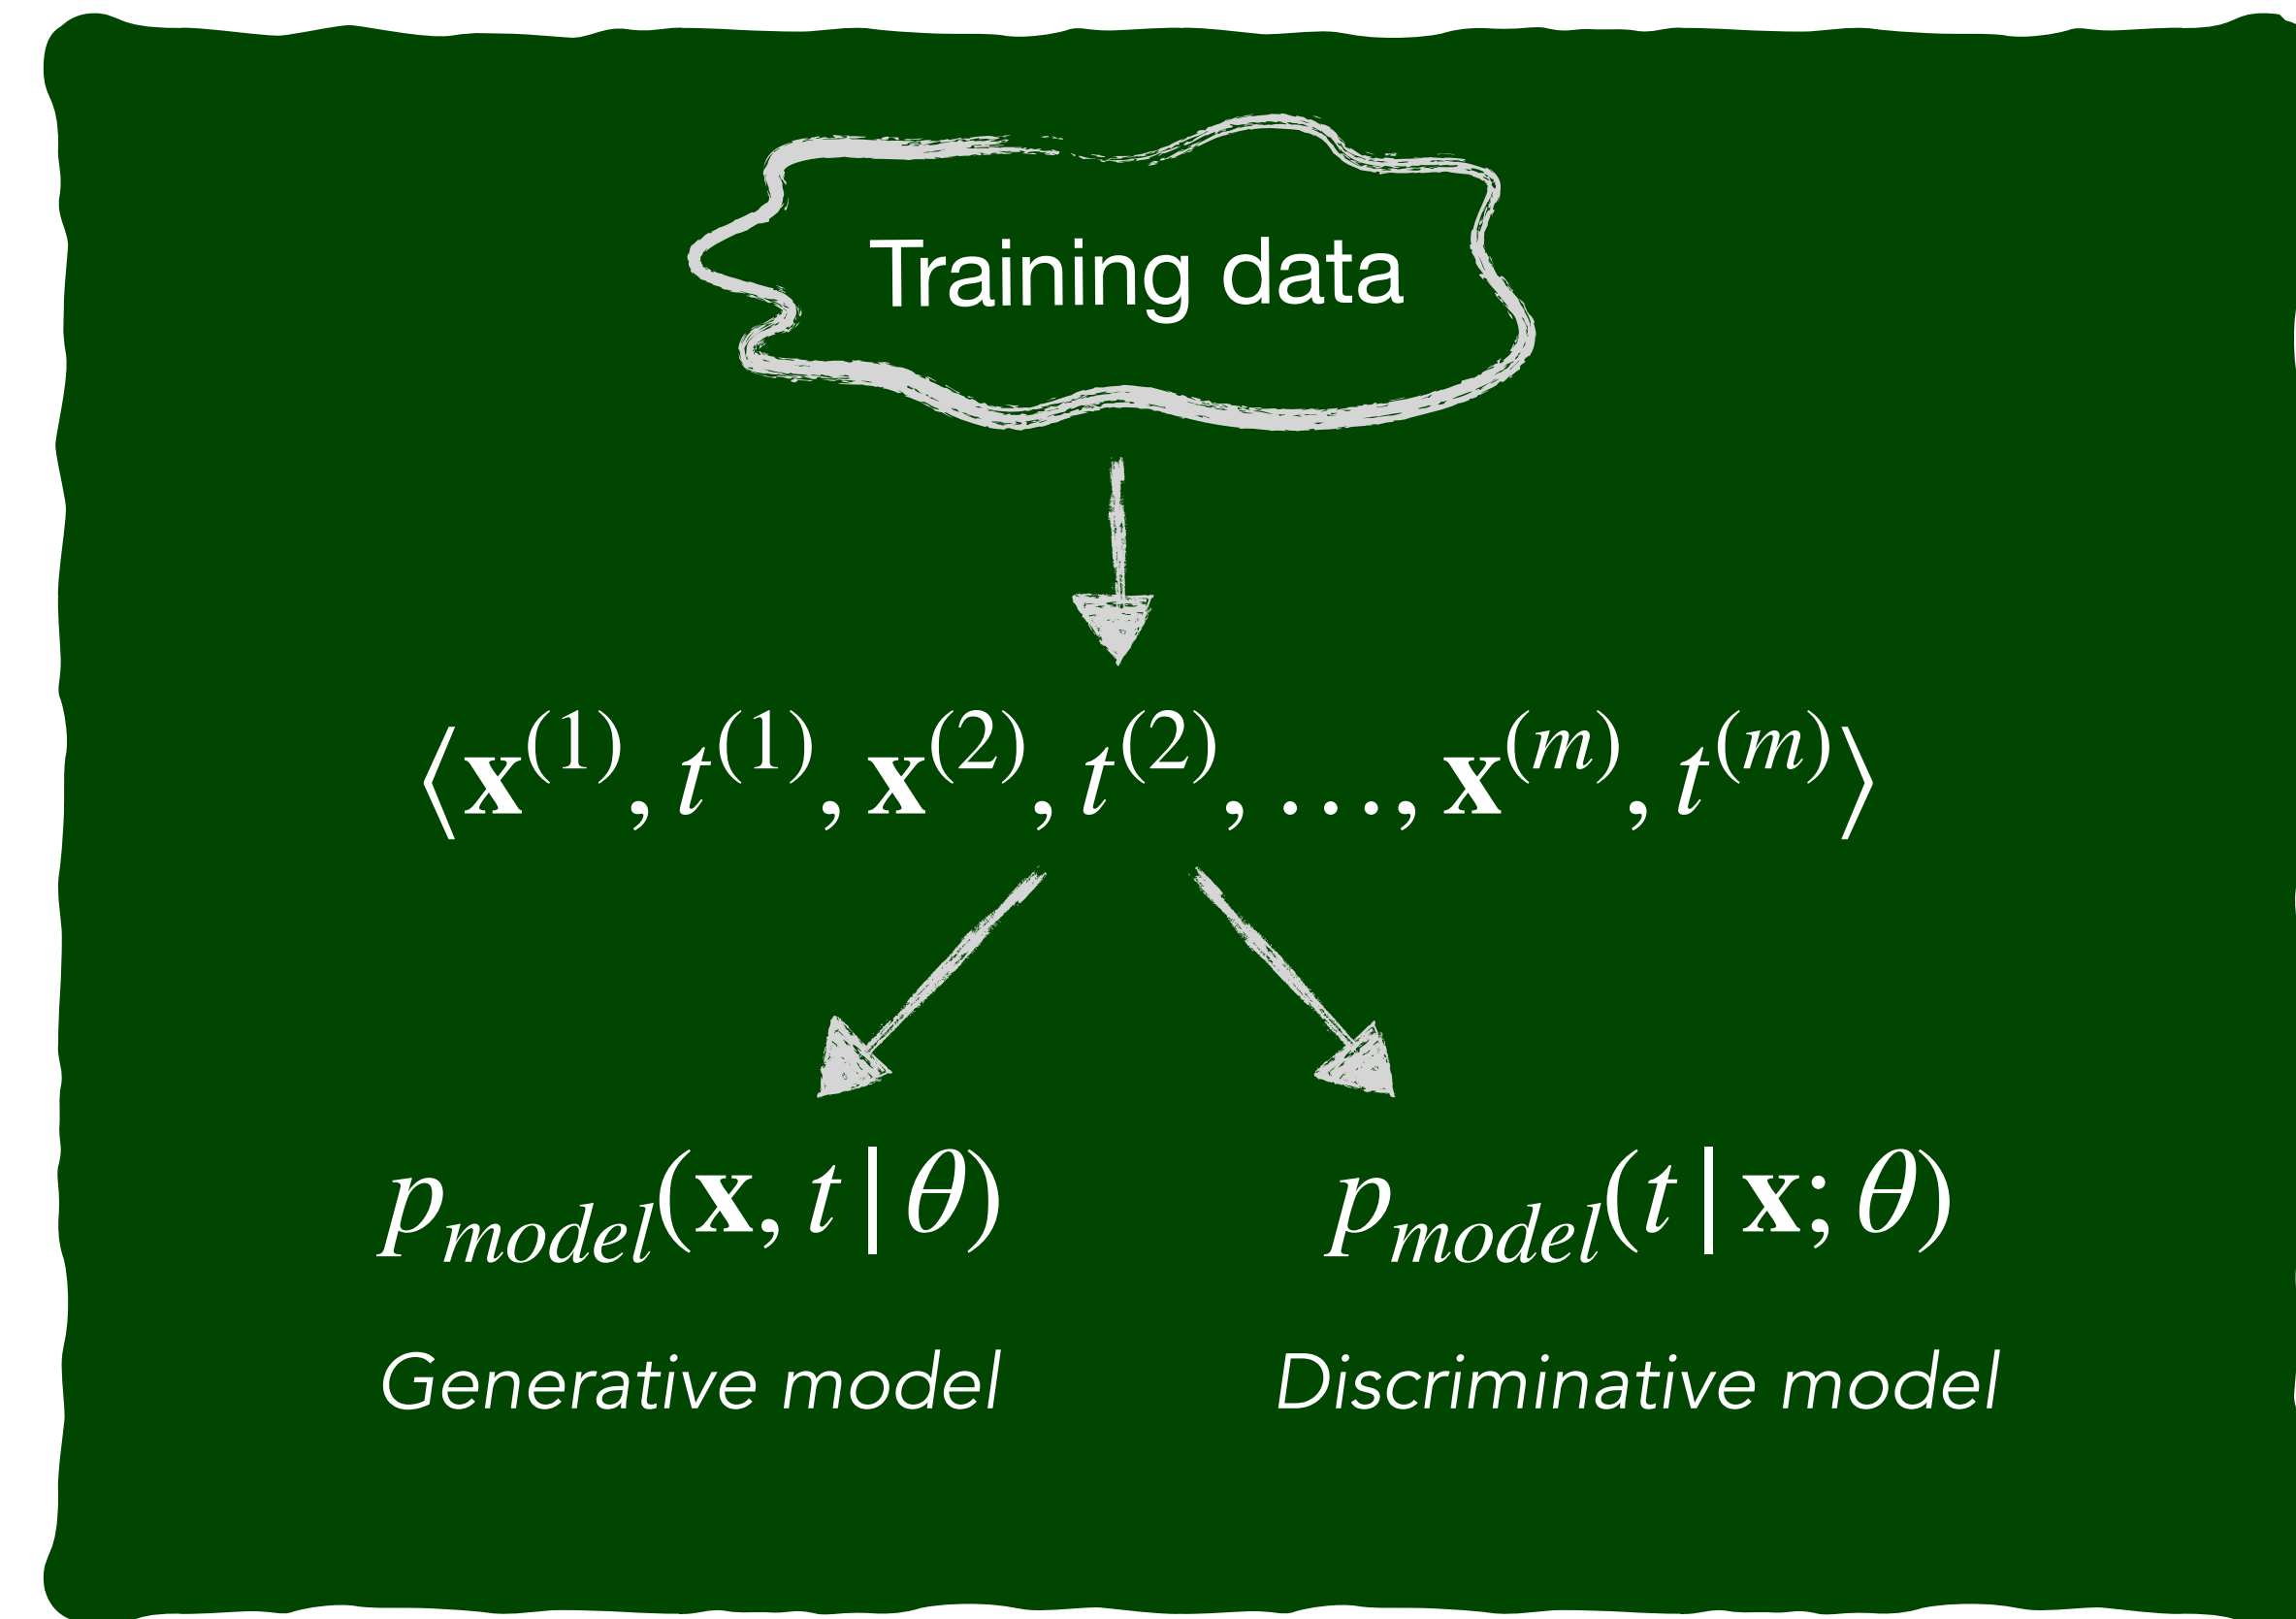 Training data
⟨x^(1), t^(1), x^(2), t^(2), ..., x^(m), t^(m)⟩
p_model(x, t | θ) p_model(t | x; θ)
Generative model Discriminative model